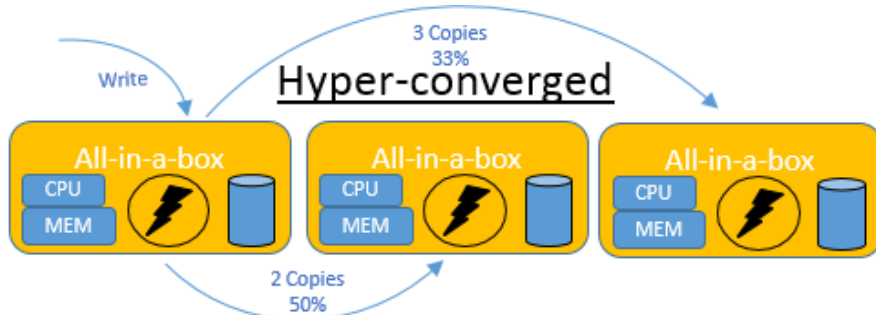 3 Copies
33%
Write
Hyper-converged
All-in-a-box
CPU
MEM
All-in-a-box
CPU
MEM
All-in-a-box
CPU
MEM
2 Copies
50%